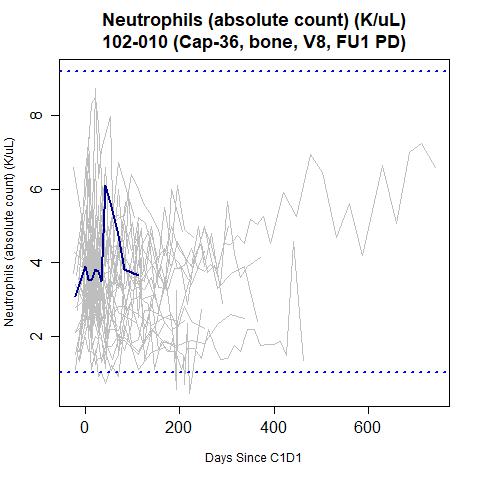 Neutrophils (absolute count) (K/uL)
102-010 (Cap-36, bone, V8, FU1 PD)
Neutrophils (absolute count) (K/uL)
8
6
4
2
0
200
400
600
Days Since C1D1